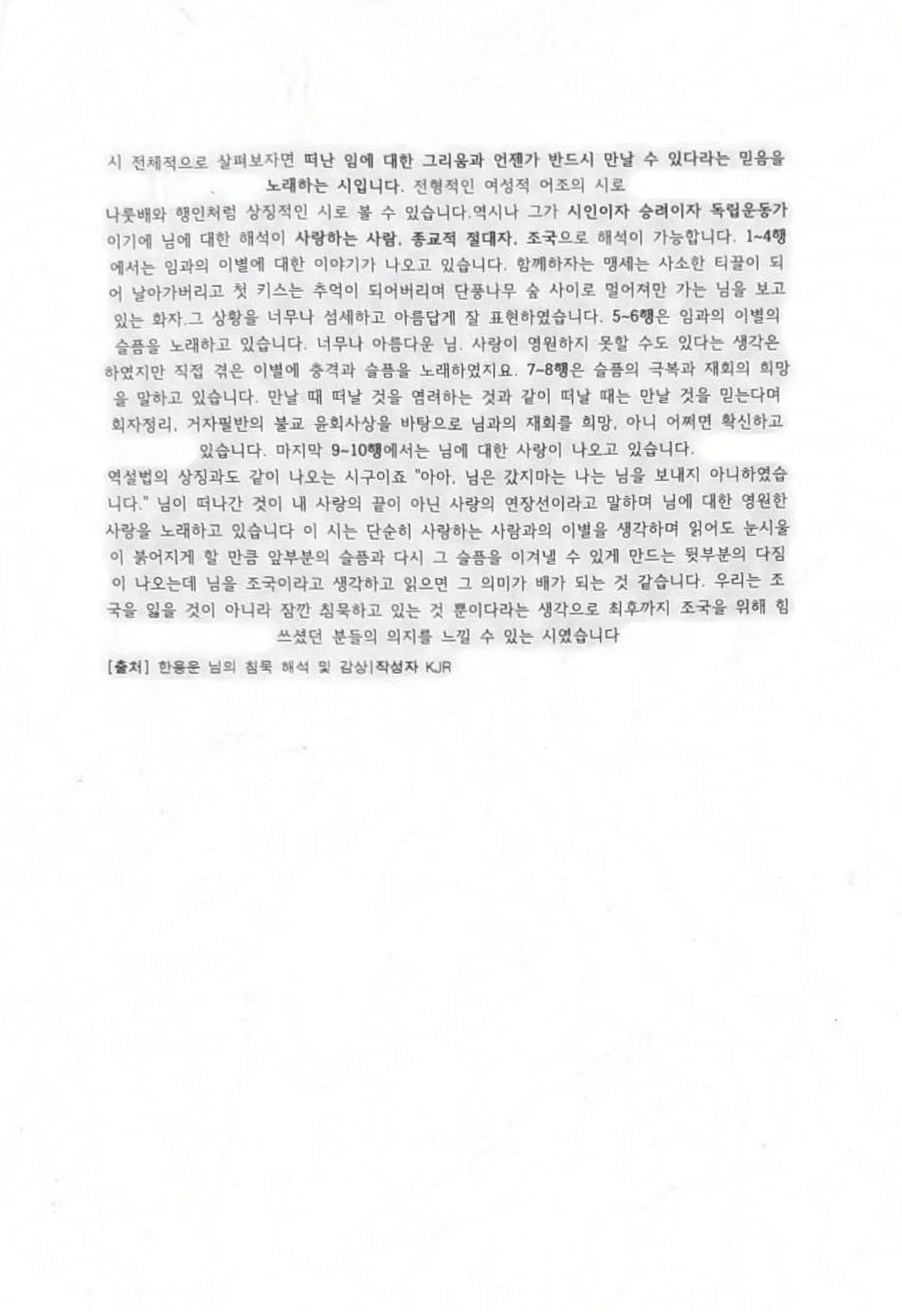 시 전체적으로 살펴보자면 떠난 임에 대한 그리움과 언젠가 반드시 만날 수 있다라는 믿음을
노래하는 시입니다. 전형적인 여성적 어조의 시로
나룻배와 행인처럼 상징적인 시로 볼 수 있습니다.역시나 그가 시인이자 승려이자 독립운동가
이기에 님에 대한 해석이 사랑하는 사람, 종교적 절대자, 조국으로 해석이 가능합니다. 1~4행
에서는 임과의 이별에 대한 이야기가 나오고 있습니다. 함께하자는 맹세는 사소한 티끌이 되
어 날아가버리고 첫 키스는 추억이 되어버리며 단풍나무 숲 사이로 멀어져만 가는 님을 보고
있는 화자.그 상황을 너무나 섬세하고 아름답게 잘 표현하였습니다. 5~6행은 임과의 이별의
슬픔을 노래하고 있습니다. 너무나 아름다운 님. 사랑이 영원하지 못할 수도 있다는 생각은
하였지만 직접 겪은 이별에 충격과 슬픔을 노래하였지요. 7~8행은 슬픔의 극복과 재회의 희망
을 말하고 있습니다. 만날 때 떠날 것을 염려하는 것과 같이 떠날 때는 만날 것을 믿는다며
회자정리, 거자필반의 불교 윤회사상을 바탕으로 님과의 재회를 희망, 아니 어쩌면 확신하고
있습니다. 마지막 9~10행에서는 님에 대한 사랑이 나오고 있습니다.
역설법의 상징과도 같이 나오는 시구이죠 "아아, 님은 갔지마는 나는 님을 보내지 아니하였습
니다." 님이 떠나간 것이 내 사랑의 끝이 아닌 사랑의 연장선이라고 말하며 님에 대한 영원한
사랑을 노래하고 있습니다 이 시는 단순히 사랑하는 사람과의 이별을 생각하며 읽어도 눈시울
이 붉어지게 할 만큼 앞부분의 슬픔과 다시 그 슬픔을 이겨낼 수 있게 만드는 뒷부분의 다짐
이 나오는데 님을 조국이라고 생각하고 읽으면 그 의미가 배가 되는 것 같습니다. 우리는 조
국을 잃을 것이 아니라 잠깐 침묵하고 있는 것 뿐이다라는 생각으로 최후까지 조국을 위해 힘
쓰셨던 분들의 의지를 느낄 수 있는 시였습니다
[출처] 한용운 님의 침묵 해석 및 감상|작성자 KJR